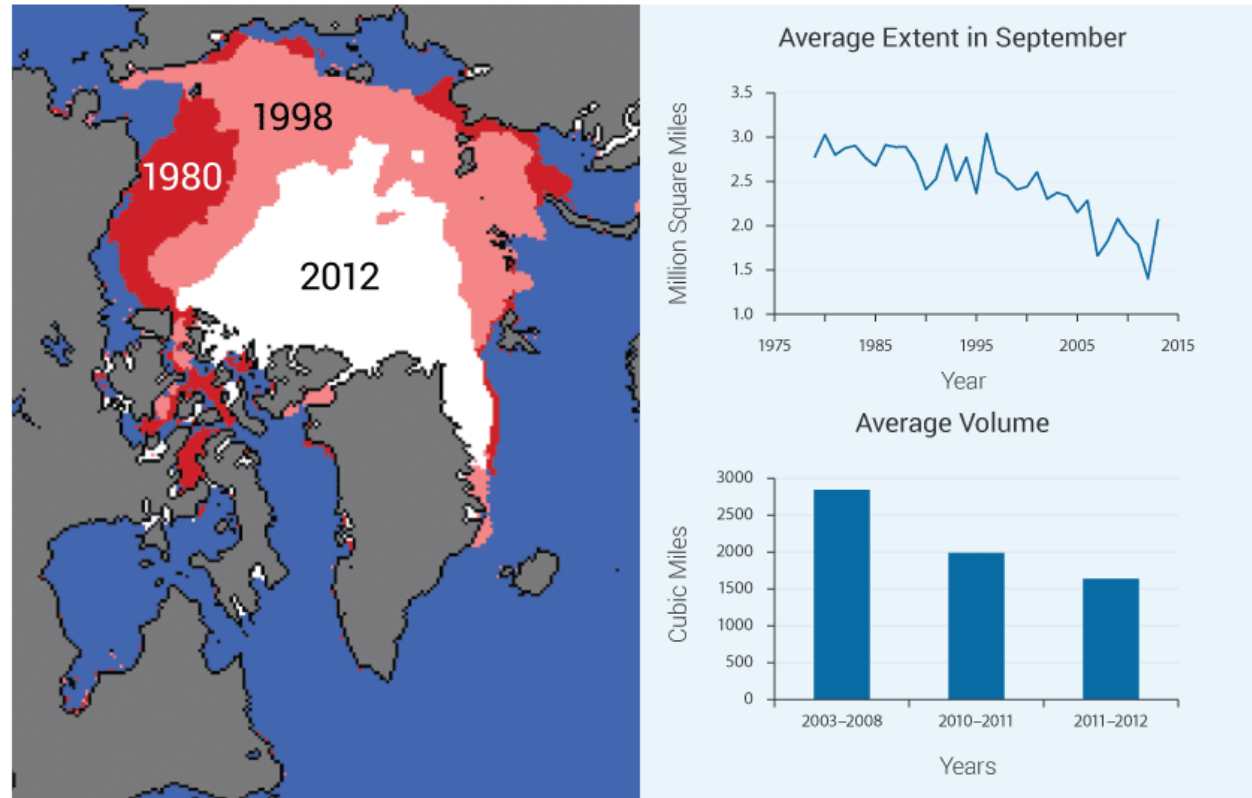 1998
1980
2012
Average Extent in September
Million Square Miles
3.5
3.0
2.5
2.0
1.5
1.0
1975 1985 1995 2005 2015
Year
Average Volume
Cubic Miles
3000
2500
2000
1500
1000
500
0
2003–2008 2010–2011 2011–2012
Years